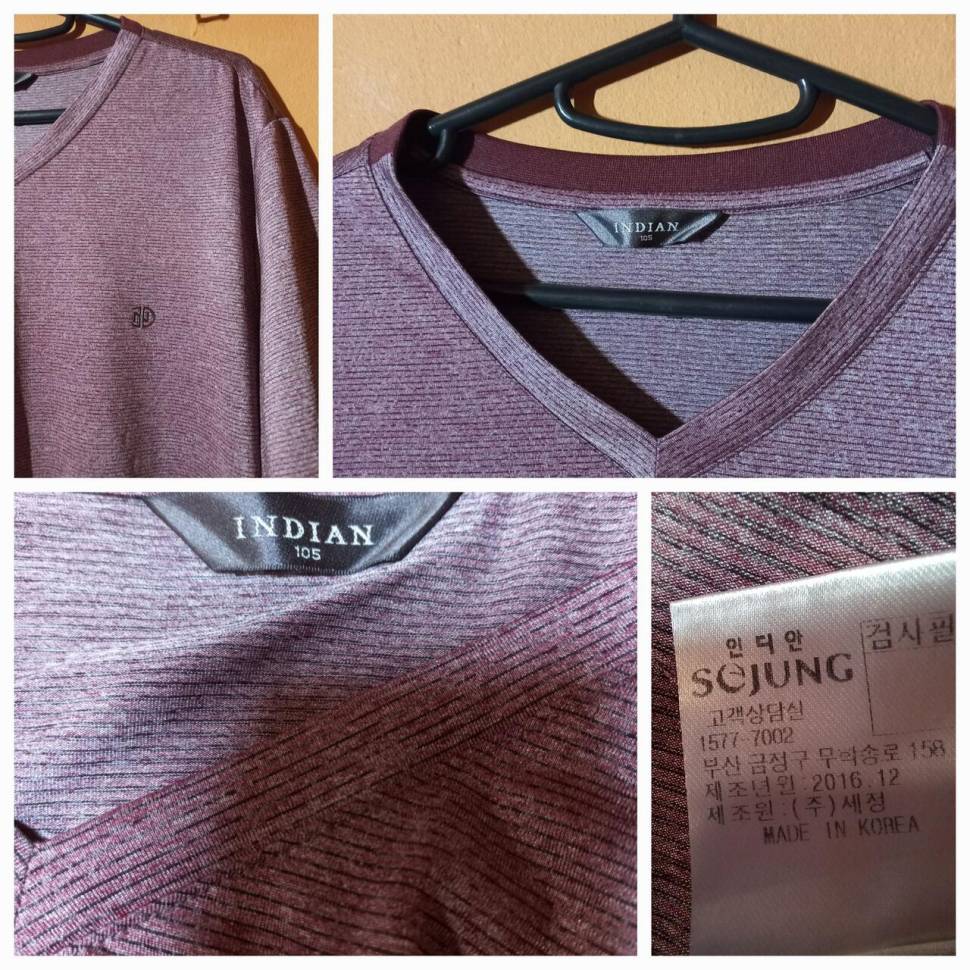 INDIAN
105
INDIAN
105
인디안
SEJUNG
검사필
고객상담실
1577-7002
부산 금정구 무학송로 158
제조년월:2016.12
제조원:(주)세정
MADE IN KOREA